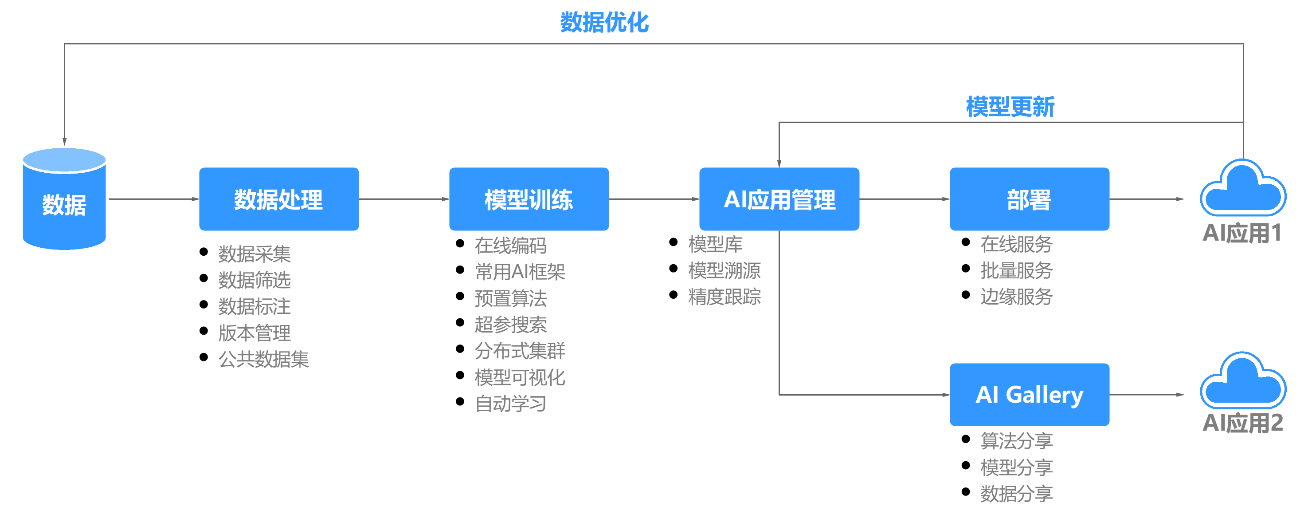 数据优化
模型更新
数据
数据处理
数据采集
数据筛选
数据标注
版本管理
公共数据集
模型训练
在线编码
常用AI框架
预置算法
超参搜索
分布式集群
模型可视化
自动学习
AI应用管理
模型库
模型溯源
精度跟踪
部署
在线服务
批量服务
边缘服务
AI应用1
AI Gallery
算法分享
模型分享
数据分享
AI应用2